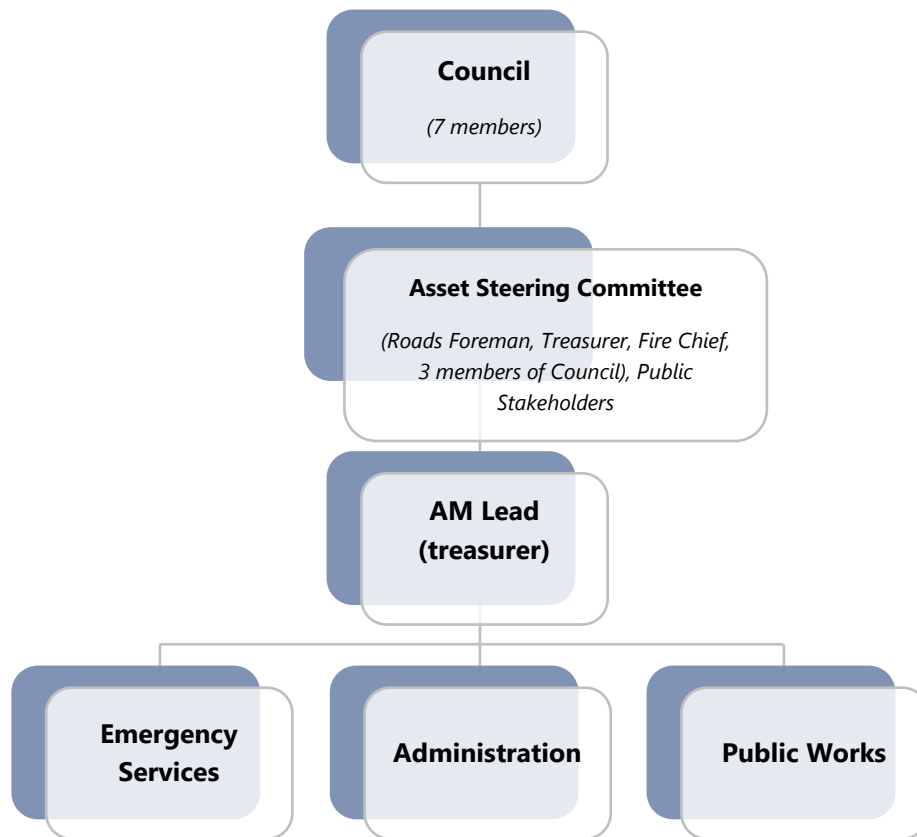 Council
(7 members)
Asset Steering Committee
(Roads Foreman, Treasurer, Fire Chief,
3 members of Council), Public
Stakeholders
AM Lead
(treasurer)
Emergency
Services
Administration
Public Works